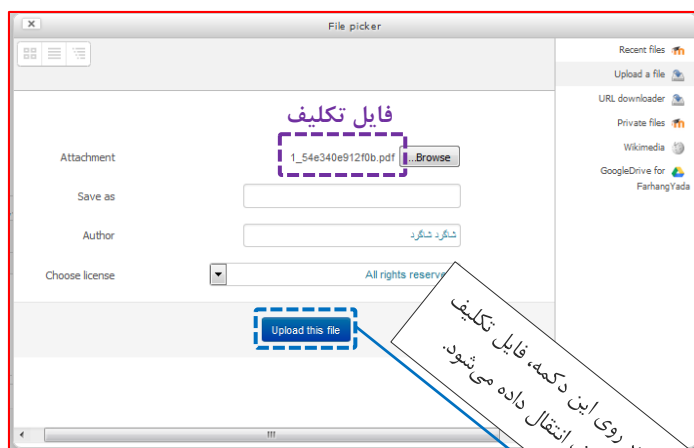 File picker
Recent files
Upload a file
URL downloader
Private files
Wikimedia
GoogleDrive for
FarhangYada
فایل تکلیف
Attachment
1_54e340e912f0b.pdf
...Browse
Save as
Author
شاگرد شاگرد
Choose license
All rights reserve
Upload this file
روی این دکمه، فایل تکلیف
انتقال داده می‌شود.